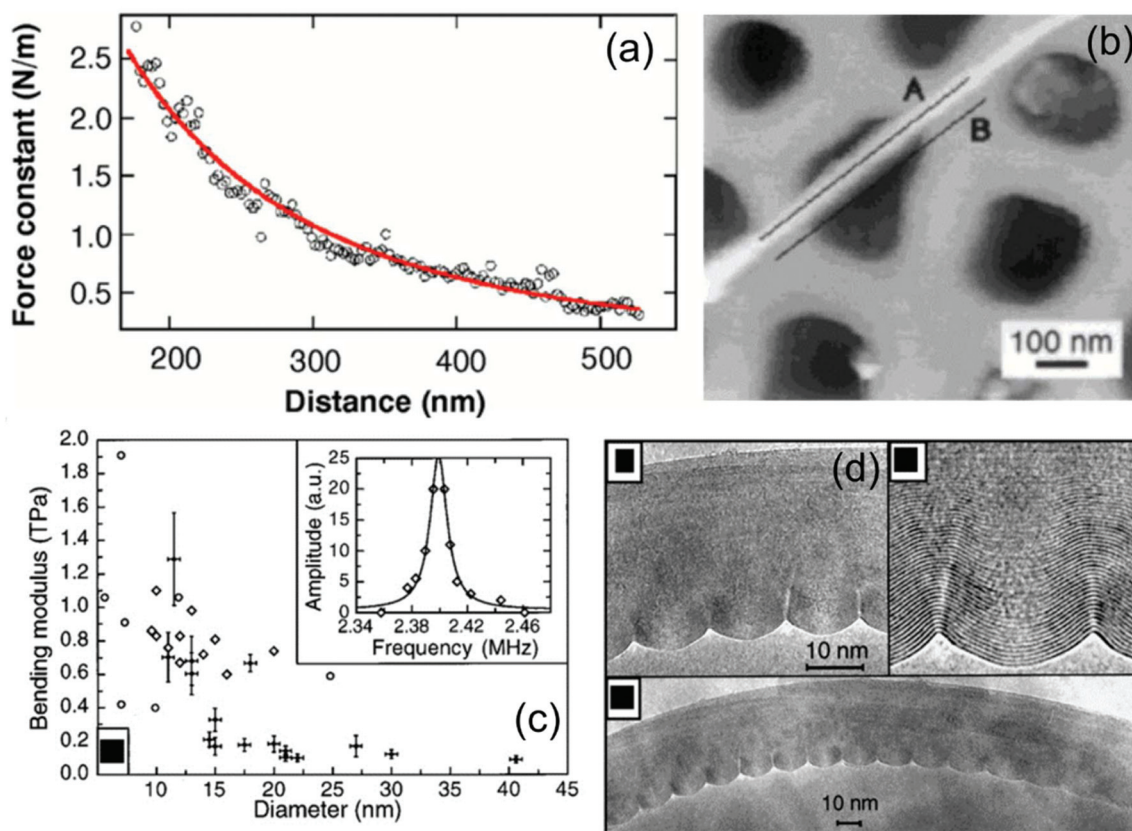 (a)
Force constant (N/m)
2.5
2.0
1.5
1.0
0.5
200 300 400 500
Distance (nm)
(b)
A
B
100 nm
(c)
Bending modulus (TPa)
2.0
1.8
1.6
1.4
1.2
1.0
0.8
0.6
0.4
0.2
0.0
10 15 20 25 30 35 40 45
Diameter (nm)
Amplitude (a.u.)
25
20
15
10
5
0
2.34 2.38 2.42 2.46
Frequency (MHz)
(d)
10 nm
10 nm